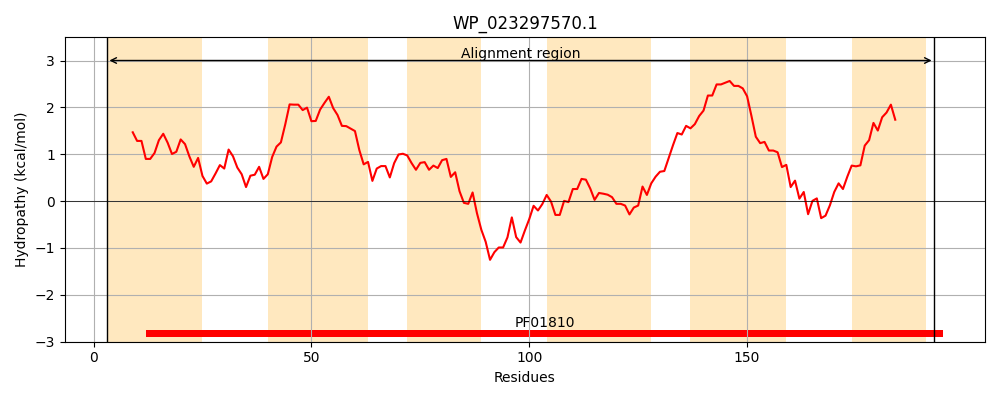 WP_023297570.1
Alignment region
Hydropathy (kcal/mol)
3
2
1
0
−1
−2
−3
PF01810
0 50 100 150
Residues